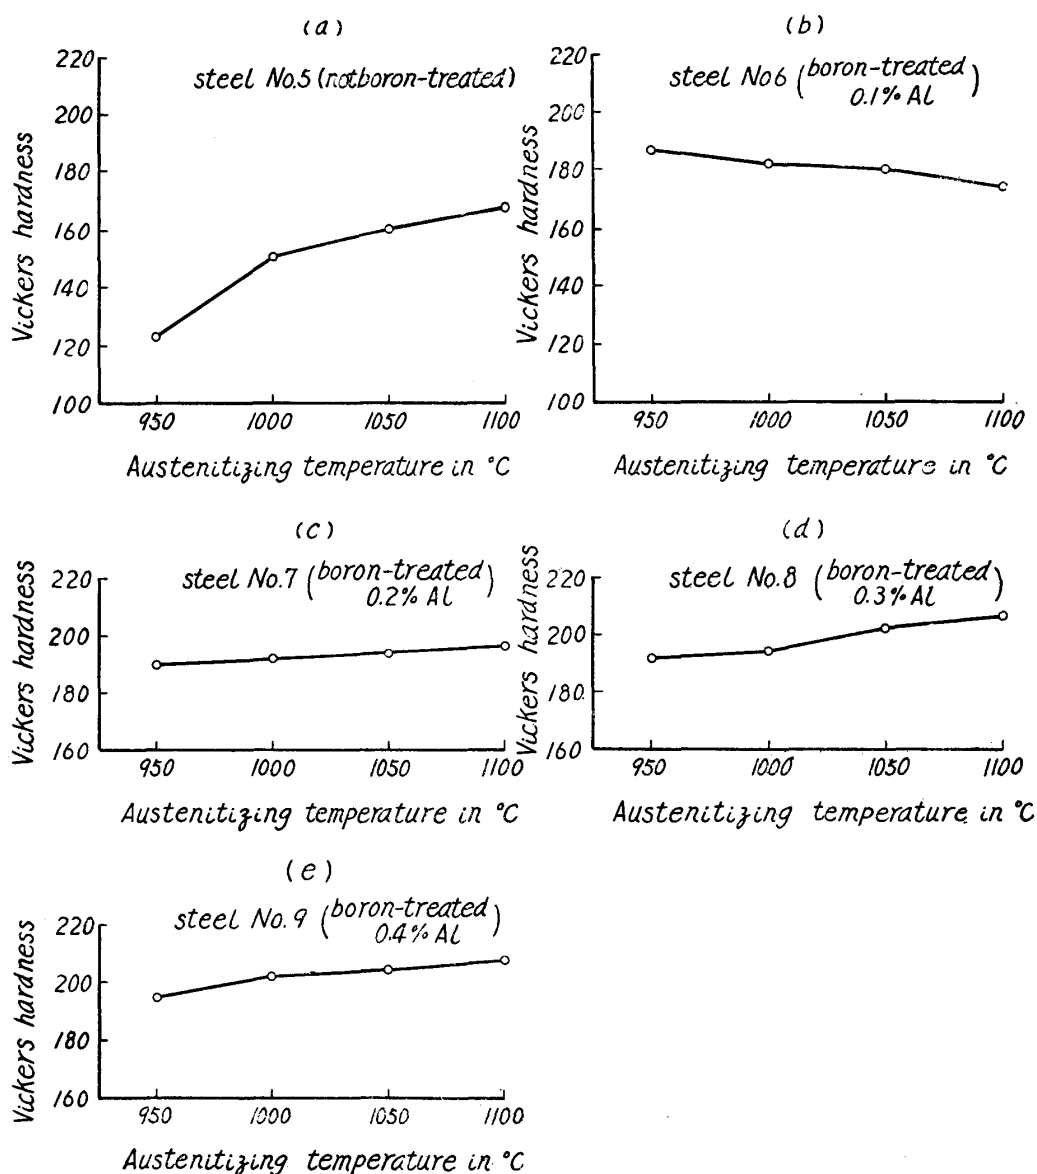 (a)
220
200
180
160
140
120
100
Vickers hardness
steel No.5 (not boron-treated)
950 1000 1050 1100
Austenitizing temperature in °C
(b)
220
200
180
160
140
120
100
Vickers hardness
steel No6 (boron-treated
0.1% Al)
950 1000 1050 1100
Austenitizing temperature in °C
(c)
220
200
180
160
Vickers hardness
steel No.7 (boron-treated
0.2% Al)
950 1000 1050 1100
Austenitizing temperature in °C
(d)
220
200
180
160
Vickers hardness
steel No.8 (boron-treated
0.3% Al)
950 1000 1050 1100
Austenitizing temperature in °C
(e)
220
200
180
160
Vickers hardness
steel No.9 (boron-treated
0.4% Al)
950 1000 1050 1100
Austenitizing temperature in °C